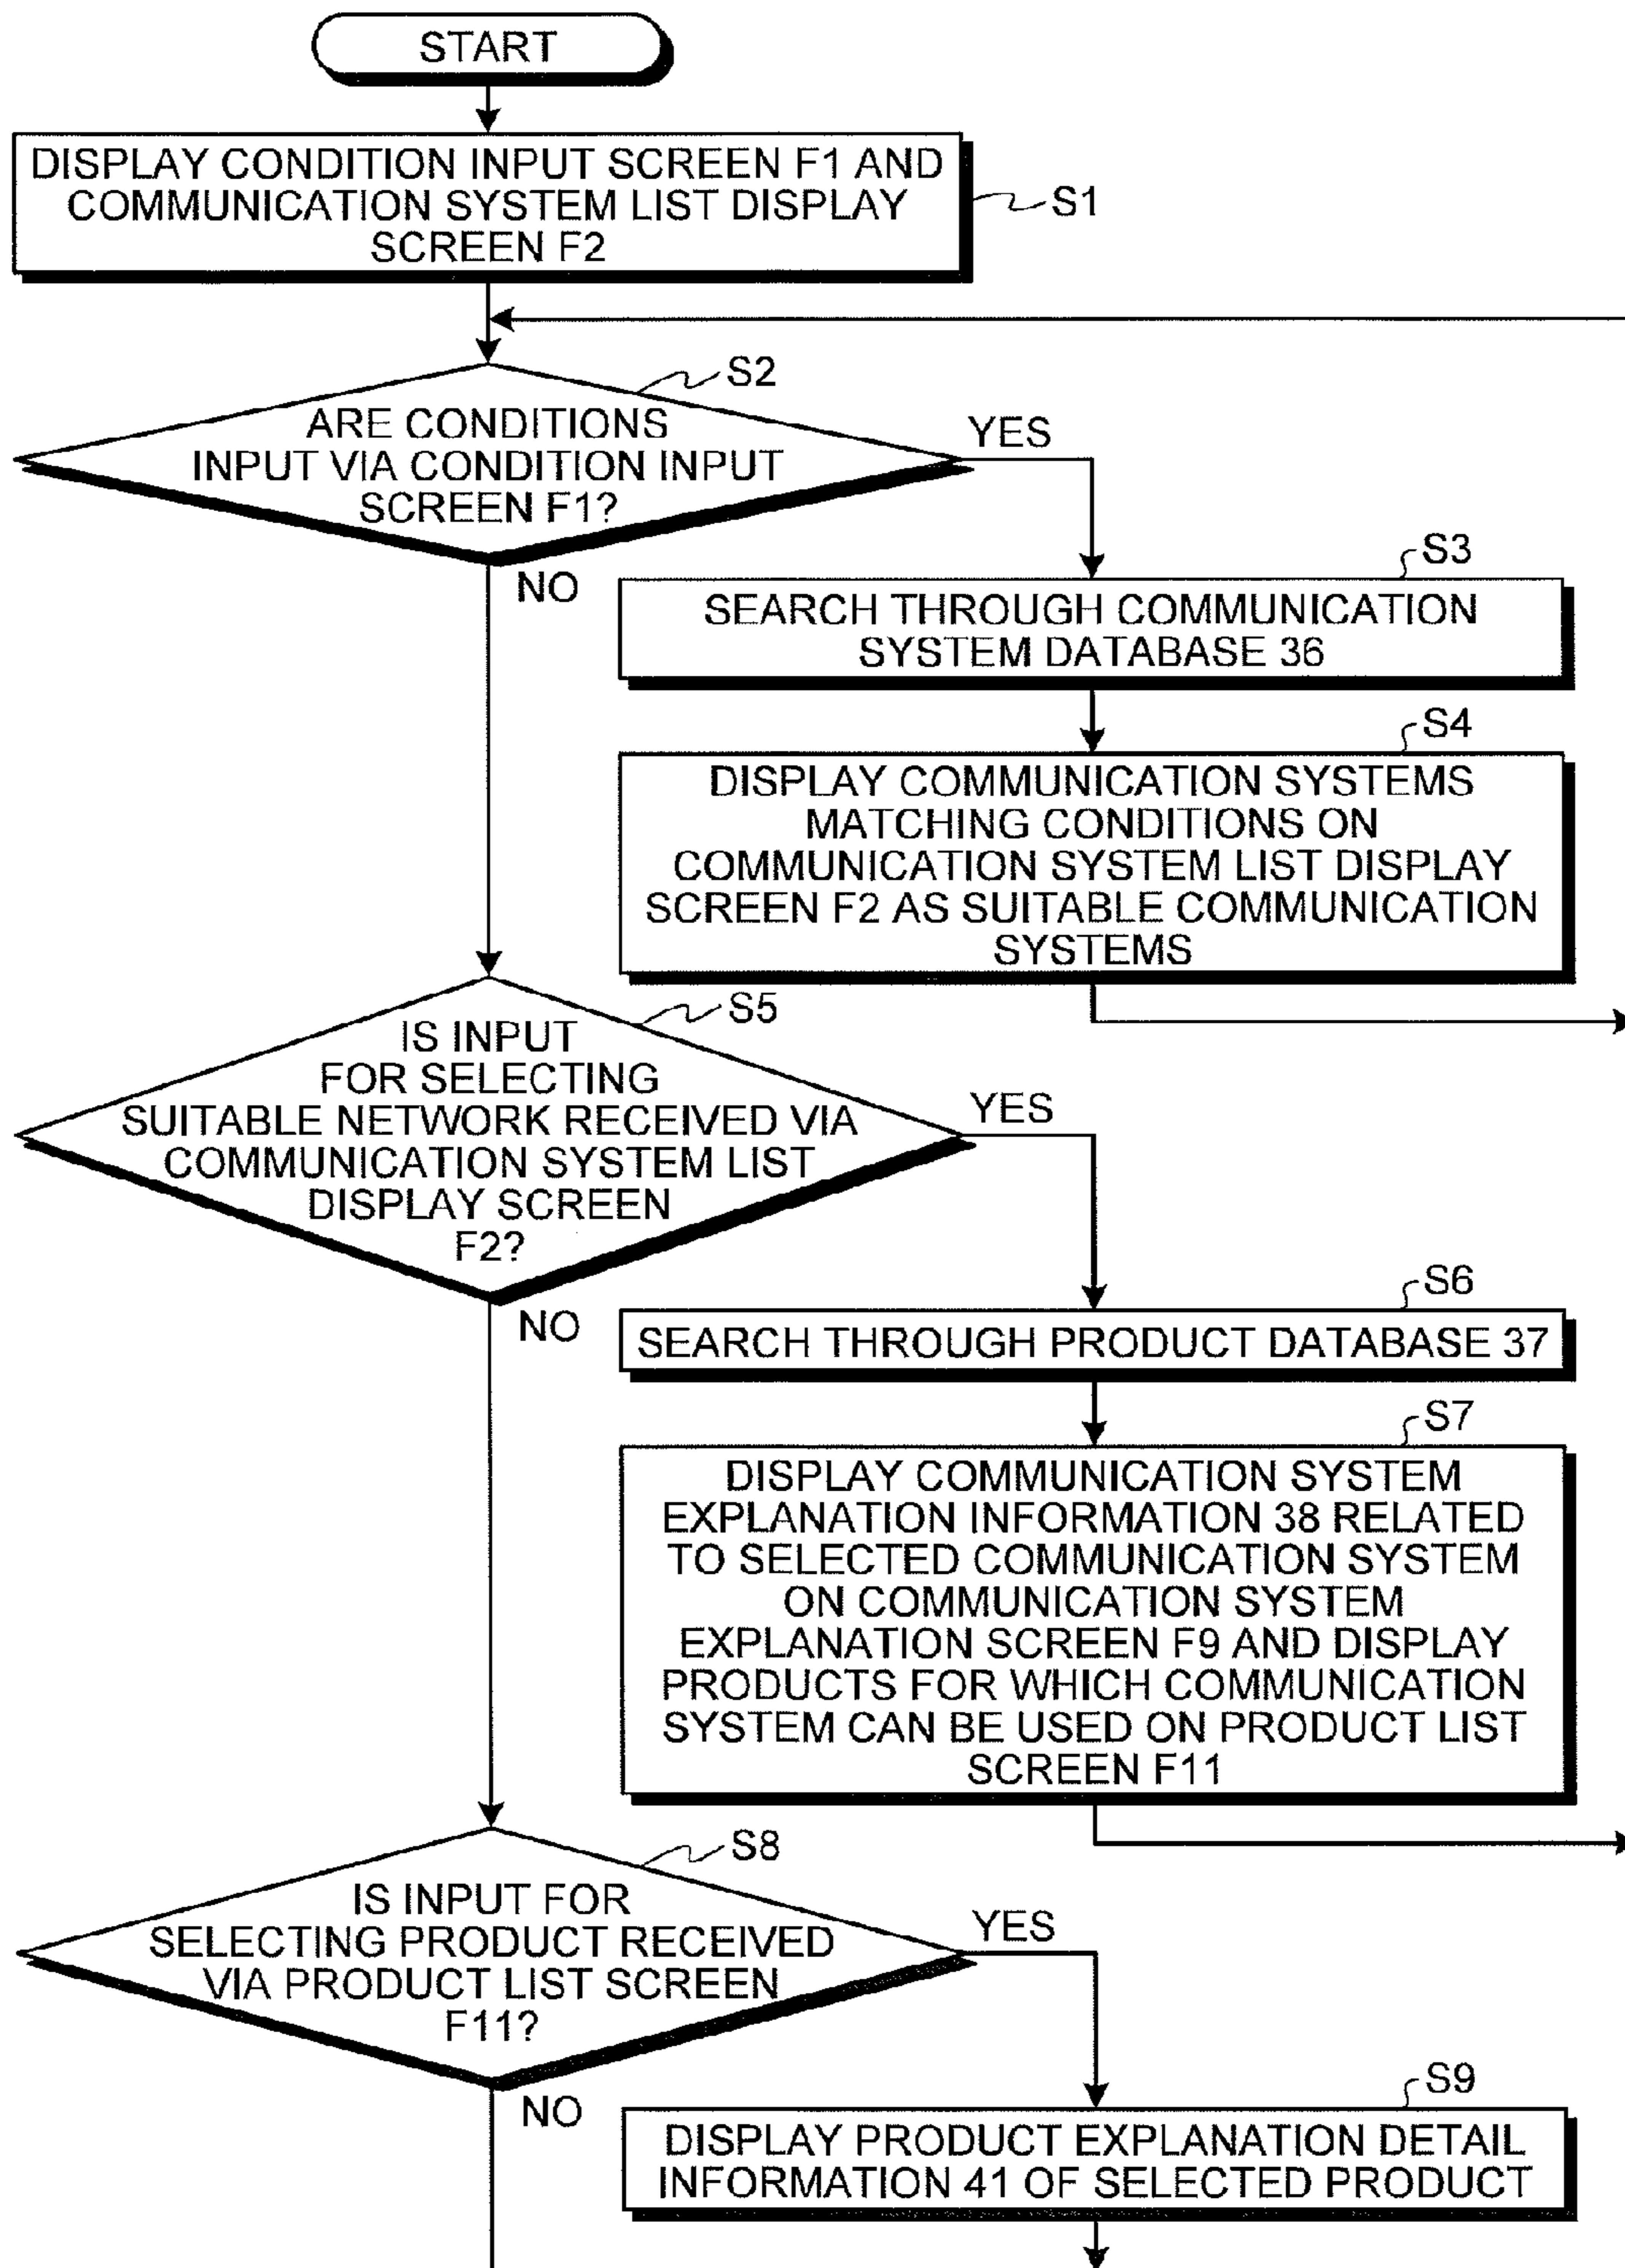 START
DISPLAY CONDITION INPUT SCREEN F1 AND
COMMUNICATION SYSTEM LIST DISPLAY
SCREEN F2
S1
S2
ARE CONDITIONS
INPUT VIA CONDITION INPUT
SCREEN F1?
YES
NO
S3
SEARCH THROUGH COMMUNICATION
SYSTEM DATABASE 36
S4
DISPLAY COMMUNICATION SYSTEMS
MATCHING CONDITIONS ON
COMMUNICATION SYSTEM LIST DISPLAY
SCREEN F2 AS SUITABLE COMMUNICATION
SYSTEMS
S5
IS INPUT
FOR SELECTING
SUITABLE NETWORK RECEIVED VIA
COMMUNICATION SYSTEM LIST
DISPLAY SCREEN
F2?
YES
NO
S6
SEARCH THROUGH PRODUCT DATABASE 37
S7
DISPLAY COMMUNICATION SYSTEM
EXPLANATION INFORMATION 38 RELATED
TO SELECTED COMMUNICATION SYSTEM
ON COMMUNICATION SYSTEM
EXPLANATION SCREEN F9 AND DISPLAY
PRODUCTS FOR WHICH COMMUNICATION
SYSTEM CAN BE USED ON PRODUCT LIST
SCREEN F11
S8
IS INPUT FOR
SELECTING PRODUCT RECEIVED
VIA PRODUCT LIST SCREEN
F11?
YES
NO
S9
DISPLAY PRODUCT EXPLANATION DETAIL
INFORMATION 41 OF SELECTED PRODUCT